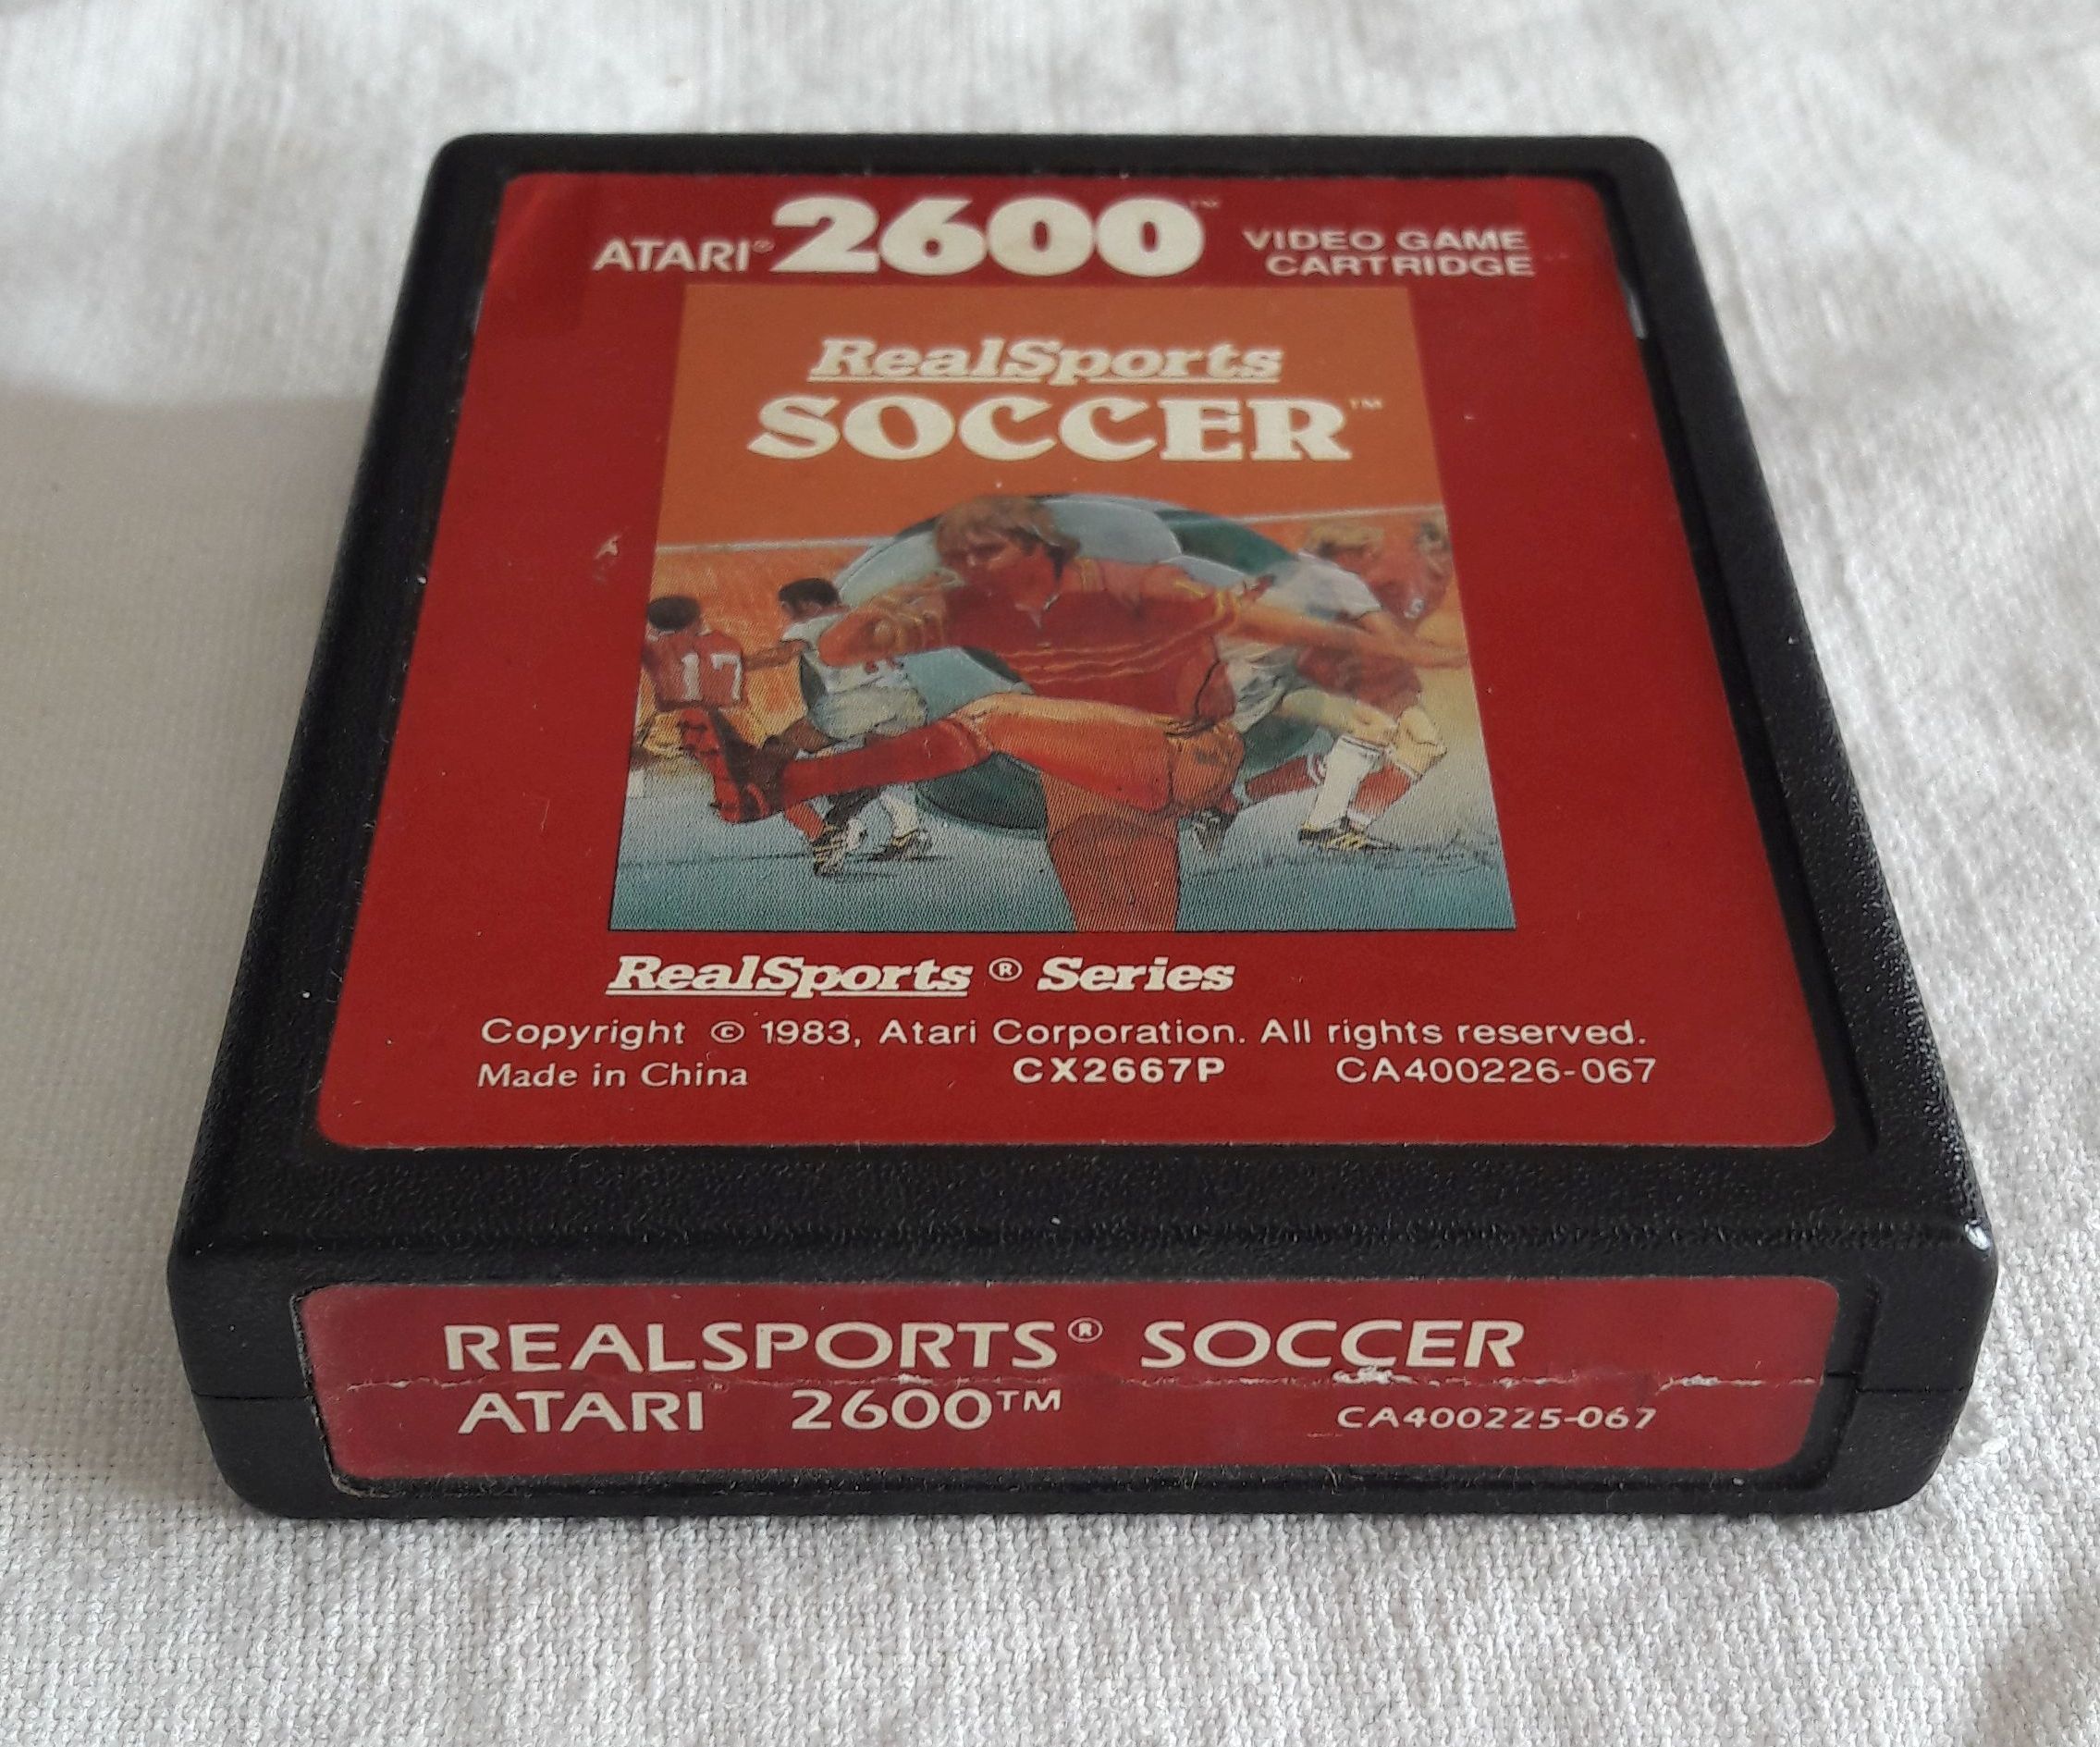 ATARI® 2600™ VIDEO GAME CARTRIDGE
RealSports
SOCCER™
17
RealSports ® Series
Copyright © 1983, Atari Corporation. All rights reserved.
Made in China CX2667P CA400226-067
REALSPORTS® SOCCER
ATARI® 2600™ CA400225-067